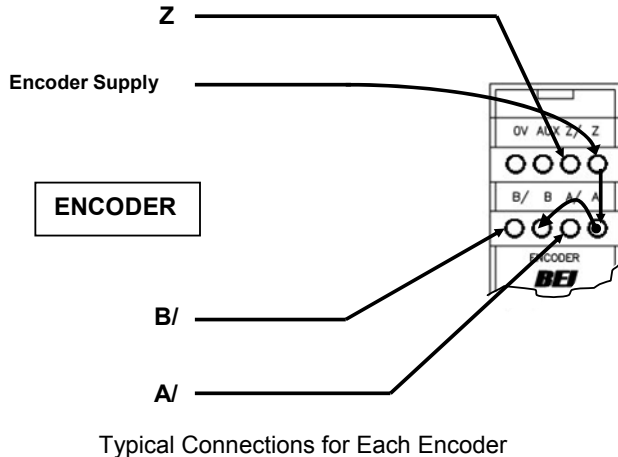 Z
Encoder Supply
0V AUX Z/ Z
ENCODER
B/ B A/ A
ENCODER
BEI
B/
A/
Typical Connections for Each Encoder